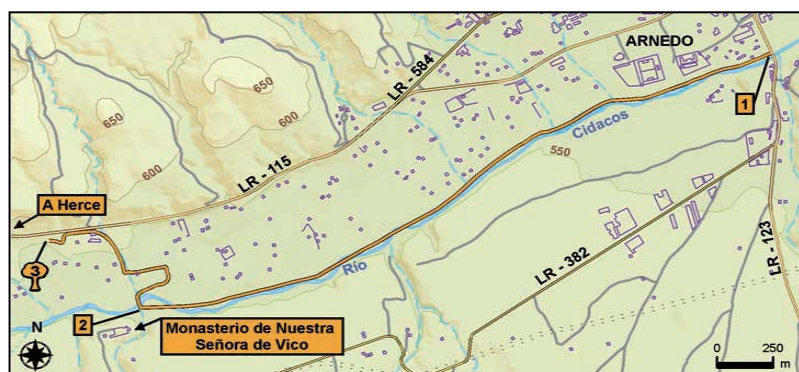 ARNEDO
LR - 584
650
650
600
600
1
Cidacos
550
LR - 115
A Herce
3
LR - 123
LR - 382
Río
2
Monasterio de Nuestra
Señora de Vico
N
0 250
m